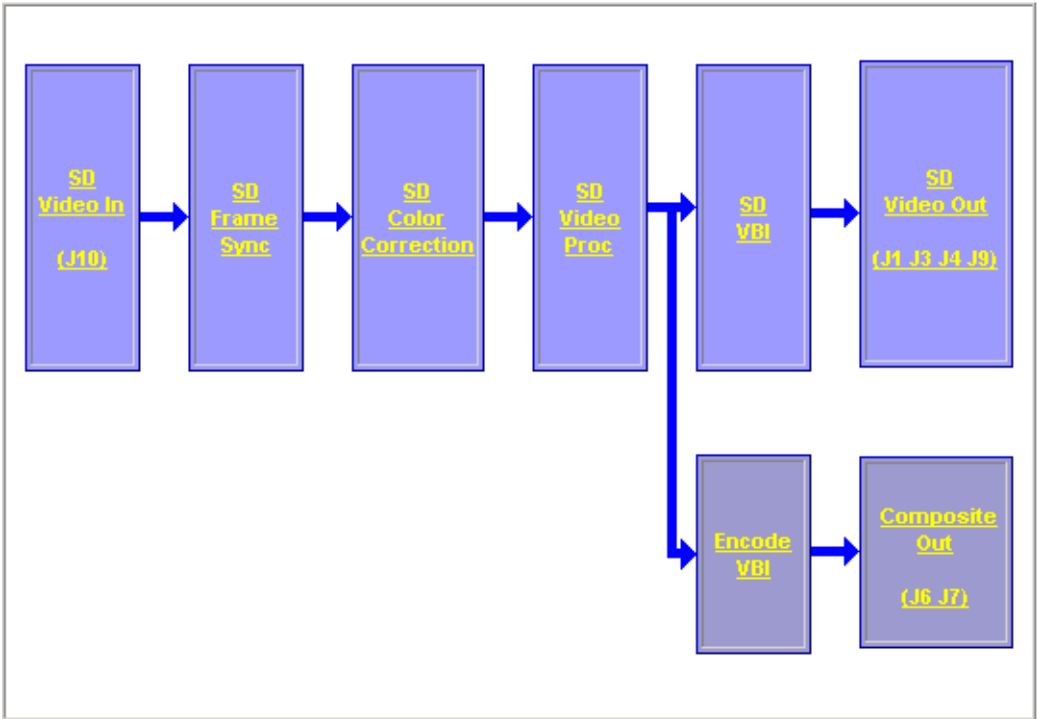 SD
Video In
(J10)
SD
Frame
Sync
SD
Color
Correction
SD
Video
Proc
SD
VBI
SD
Video Out
(J1 J3 J4 J9)
Encode
VBI
Composite
Out
(J6 J7)